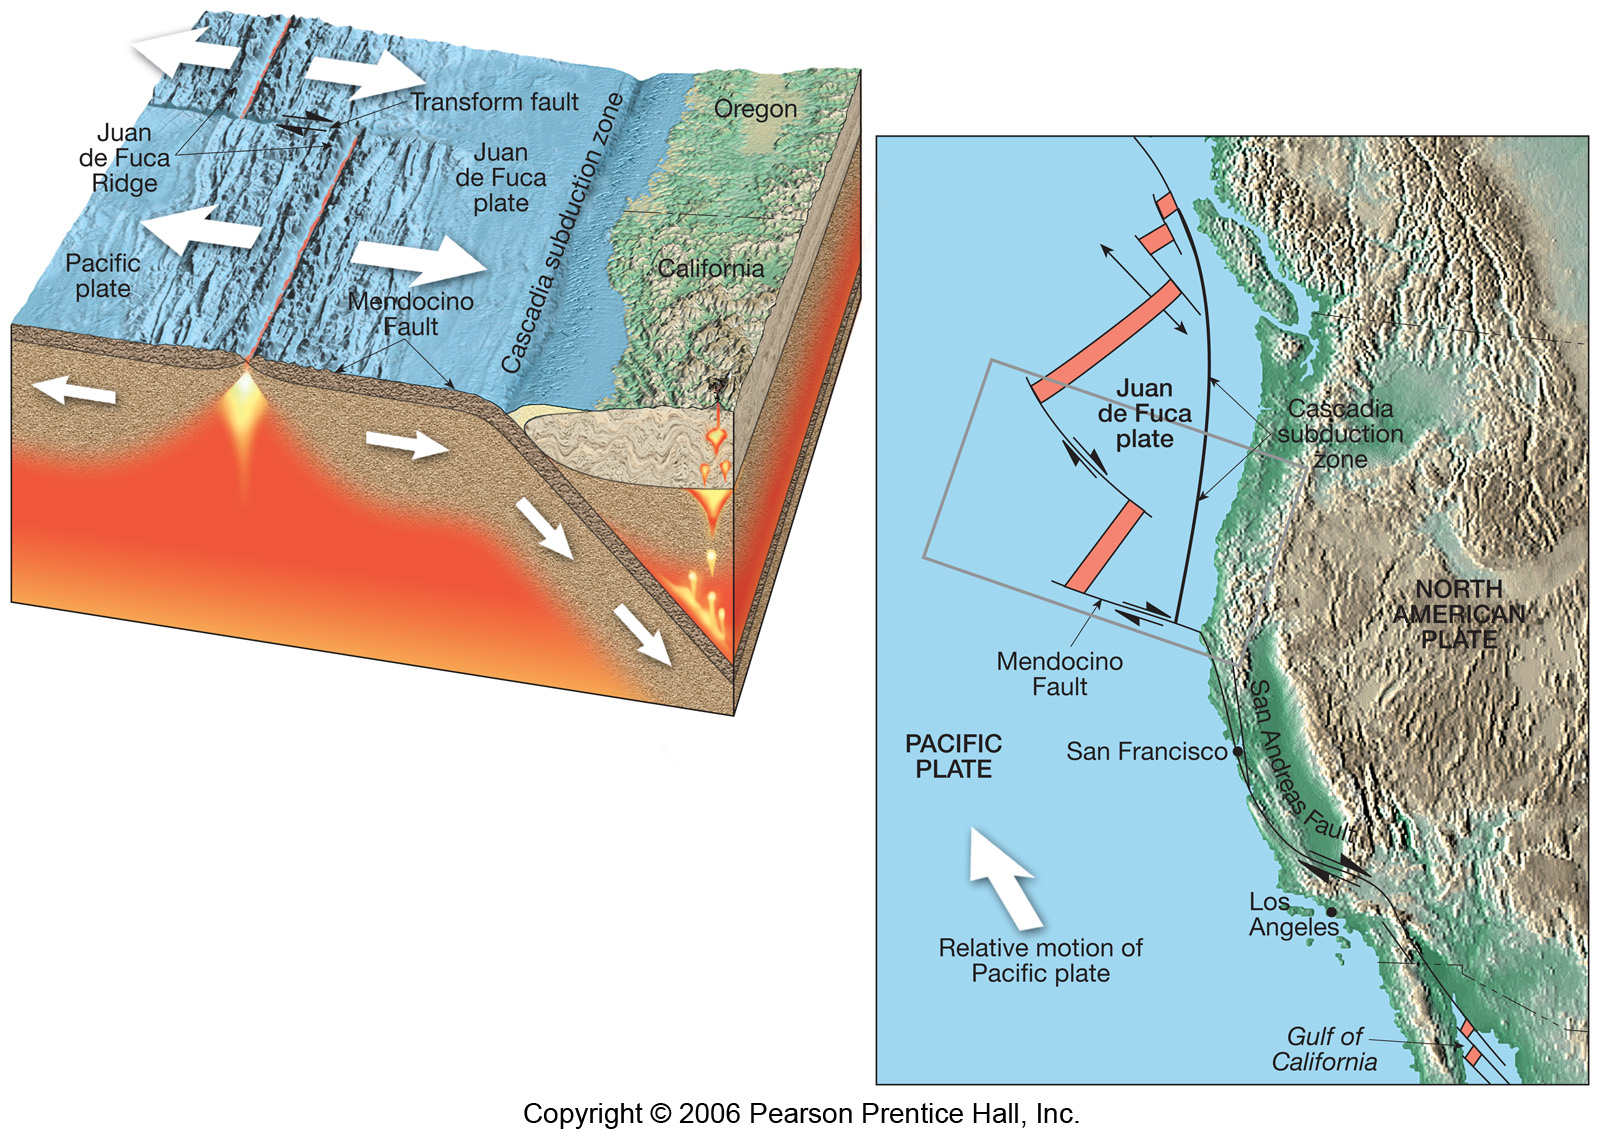 Transform fault
Oregon
Juan
de Fuca
Ridge
Juan
de Fuca
plate
Cascadia subduction zone
Pacific
plate
California
Mendocino
Fault
Juan
de Fuca
plate
Cascadia
subduction
zone
NORTH
AMERICAN
PLATE
Mendocino
Fault
San Andreas Fault
PACIFIC
PLATE
San Francisco
Los
Angeles
Relative motion of
Pacific plate
Gulf of
California
Copyright © 2006 Pearson Prentice Hall, Inc.